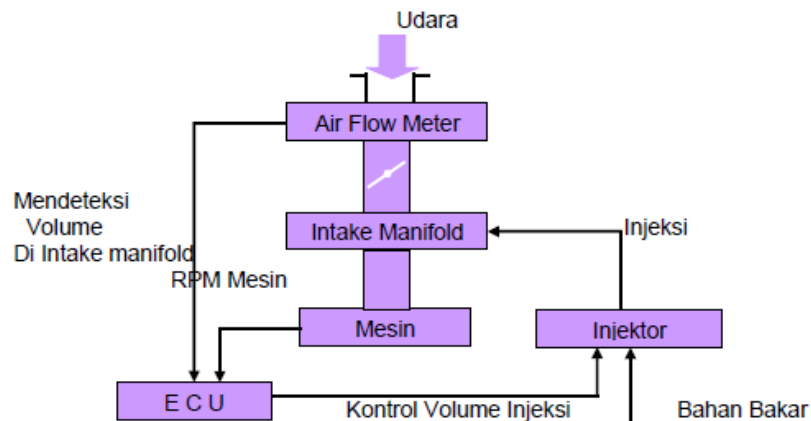 Udara
Air Flow Meter
Mendeteksi
Volume
Di Intake manifold
Intake Manifold
Injeksi
RPM Mesin
Mesin
Injektor
E C U
Kontrol Volume Injeksi
Bahan Bakar